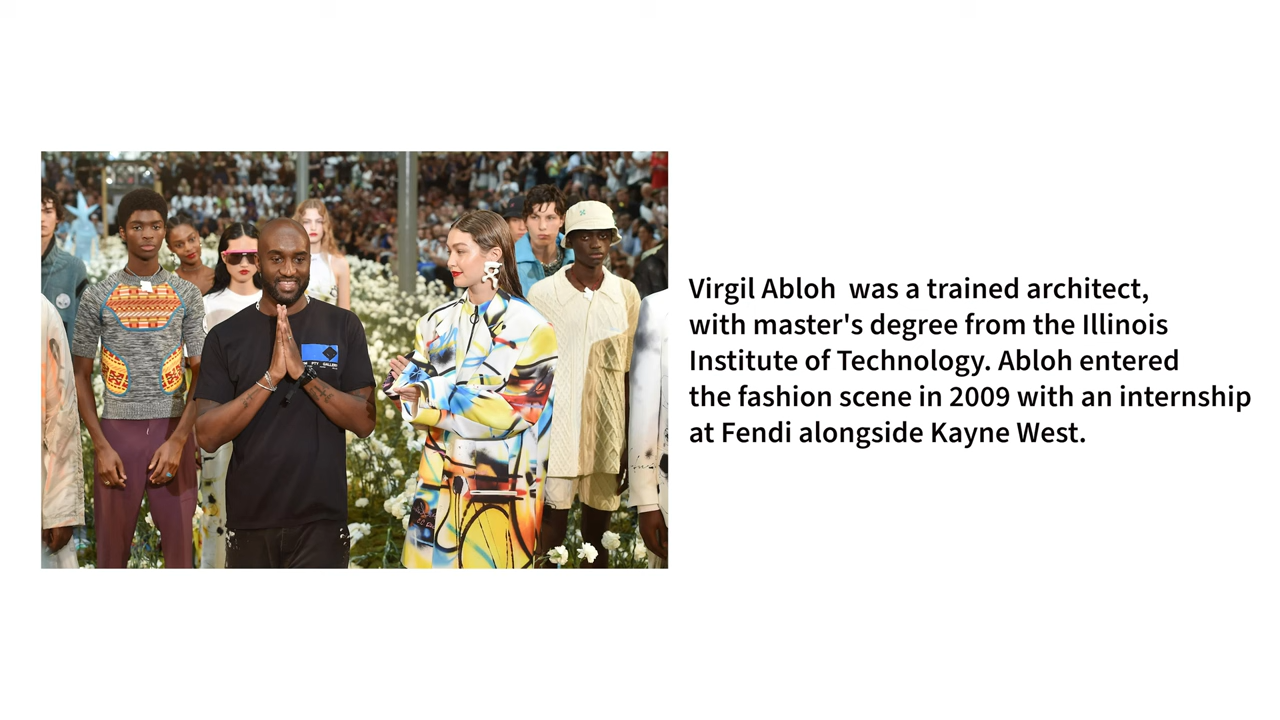 Virgil Abloh  was a trained architect,
with master's degree from the Illinois
Institute of Technology. Abloh entered
the fashion scene in 2009 with an internship
at Fendi alongside Kayne West.